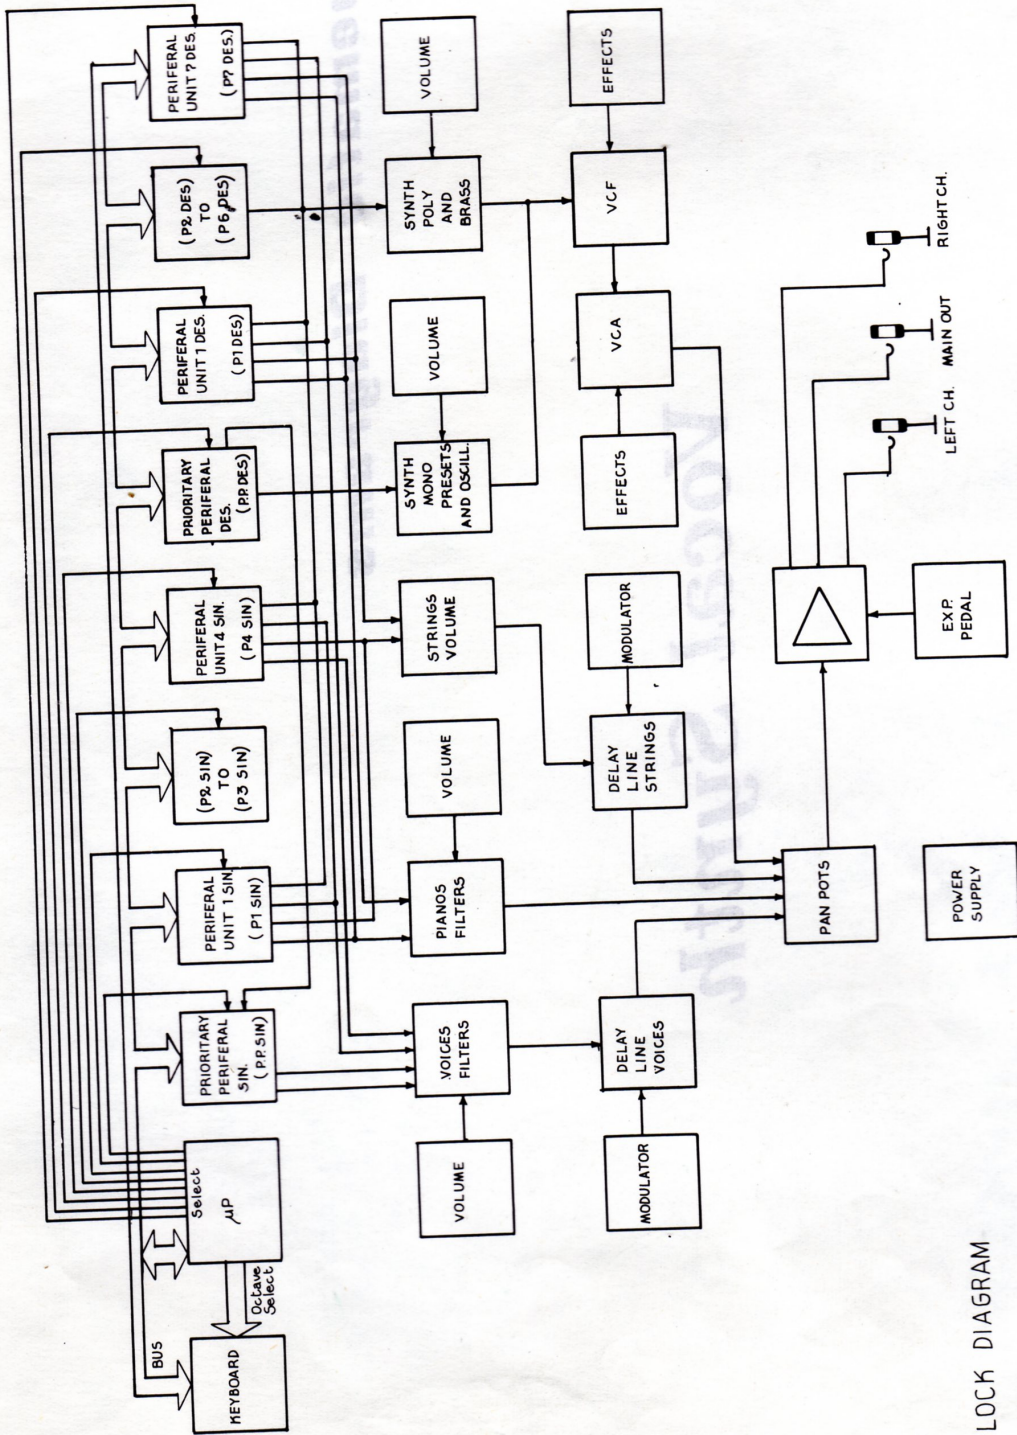 KEYBOARD
BUS
Octave
Select
Select
µP
PRIORITARY
PERIFERAL
SIN.
(P.P. SIN)
PERIFERAL
UNIT 1 SIN.
(P1 SIN)
(P2 SIN)
TO
(P3 SIN)
PERIFERAL
UNIT 4 SIN.
(P4 SIN)
PRIORITARY
PERIFERAL
DES.
(P.P. DES)
PERIFERAL
UNIT 1 DES.
(P1 DES)
(P2 DES)
TO
(P6 DES)
PERIFERAL
UNIT 7 DES.
(P7 DES.)
VOLUME
VOICES
FILTERS
PIANOS
FILTERS
VOLUME
STRINGS
VOLUME
SYNTH
MONO
PRESETS
AND OSCILL.
VOLUME
SYNTH
POLY
AND
BRASS
VOLUME
MODULATOR
DELAY
LINE
VOICES
DELAY
LINE
STRINGS
MODULATOR
EFFECTS
VCA
VCF
EFFECTS
PAN POTS
POWER
SUPPLY
EXP.
PEDAL
LEFT CH.
MAIN OUT
RIGHT CH.
LOCK DIAGRAM